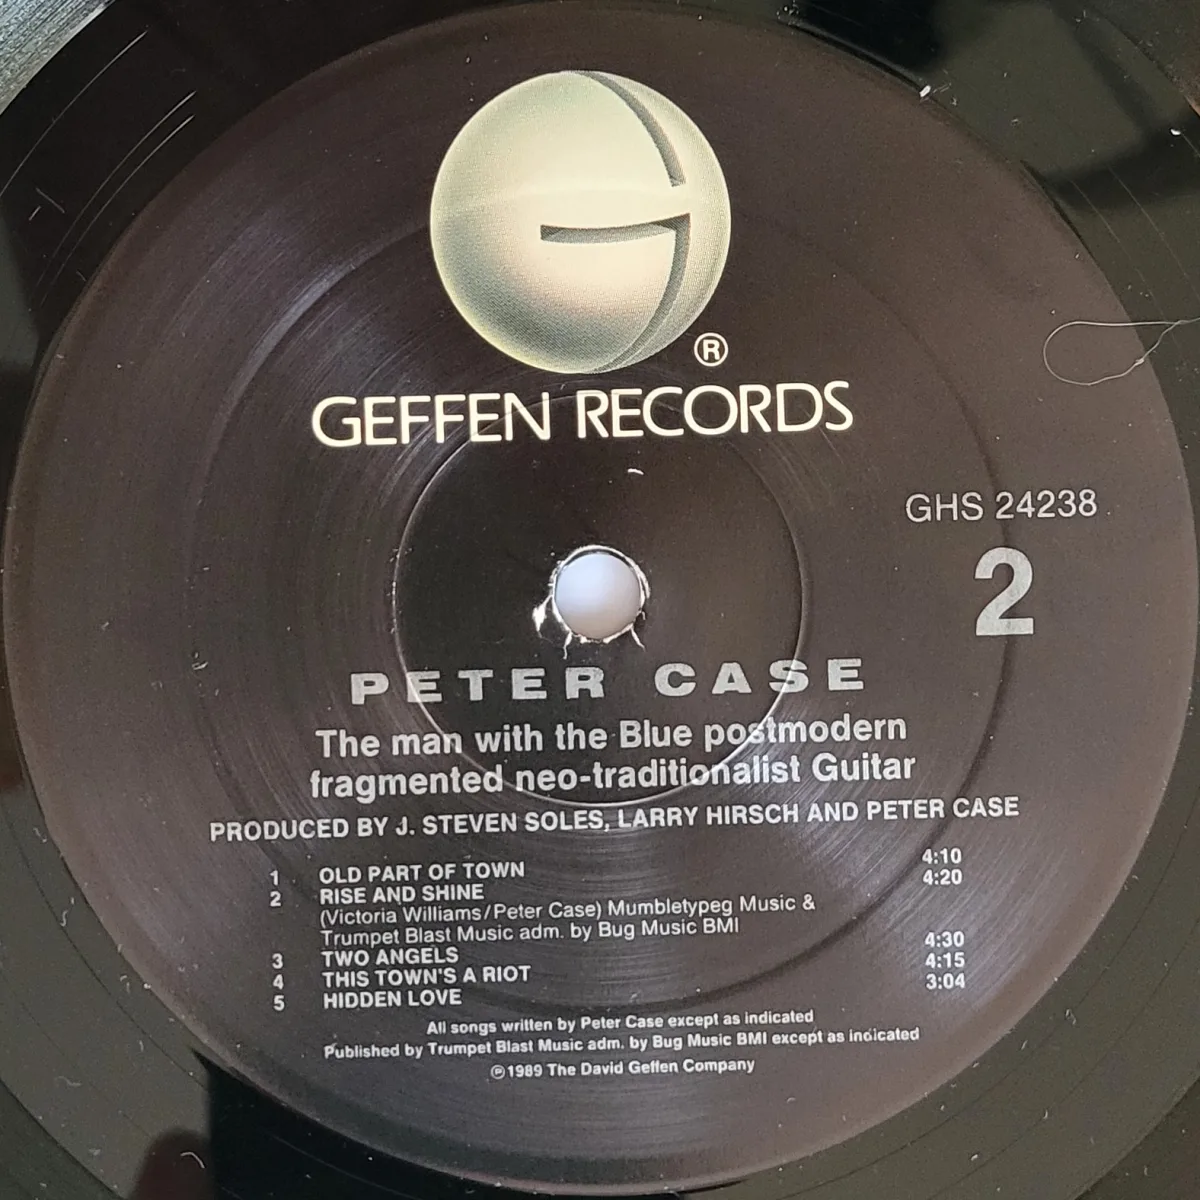 ®
GEFFEN RECORDS
GHS 24238
2
PETER CASE
The man with the Blue postmodern
fragmented neo-traditionalist Guitar
PRODUCED BY J. STEVEN SOLES, LARRY HIRSCH AND PETER CASE
1 OLD PART OF TOWN 4:10
2 RISE AND SHINE 4:20
(Victoria Williams/Peter Case) Mumbletypeg Music &
Trumpet Blast Music adm. by Bug Music BMI
3 TWO ANGELS 4:30
4 THIS TOWN'S A RIOT 4:15
5 HIDDEN LOVE 3:04
All songs written by Peter Case except as indicated
Published by Trumpet Blast Music adm. by Bug Music BMI except as indicated
℗1989 The David Geffen Company